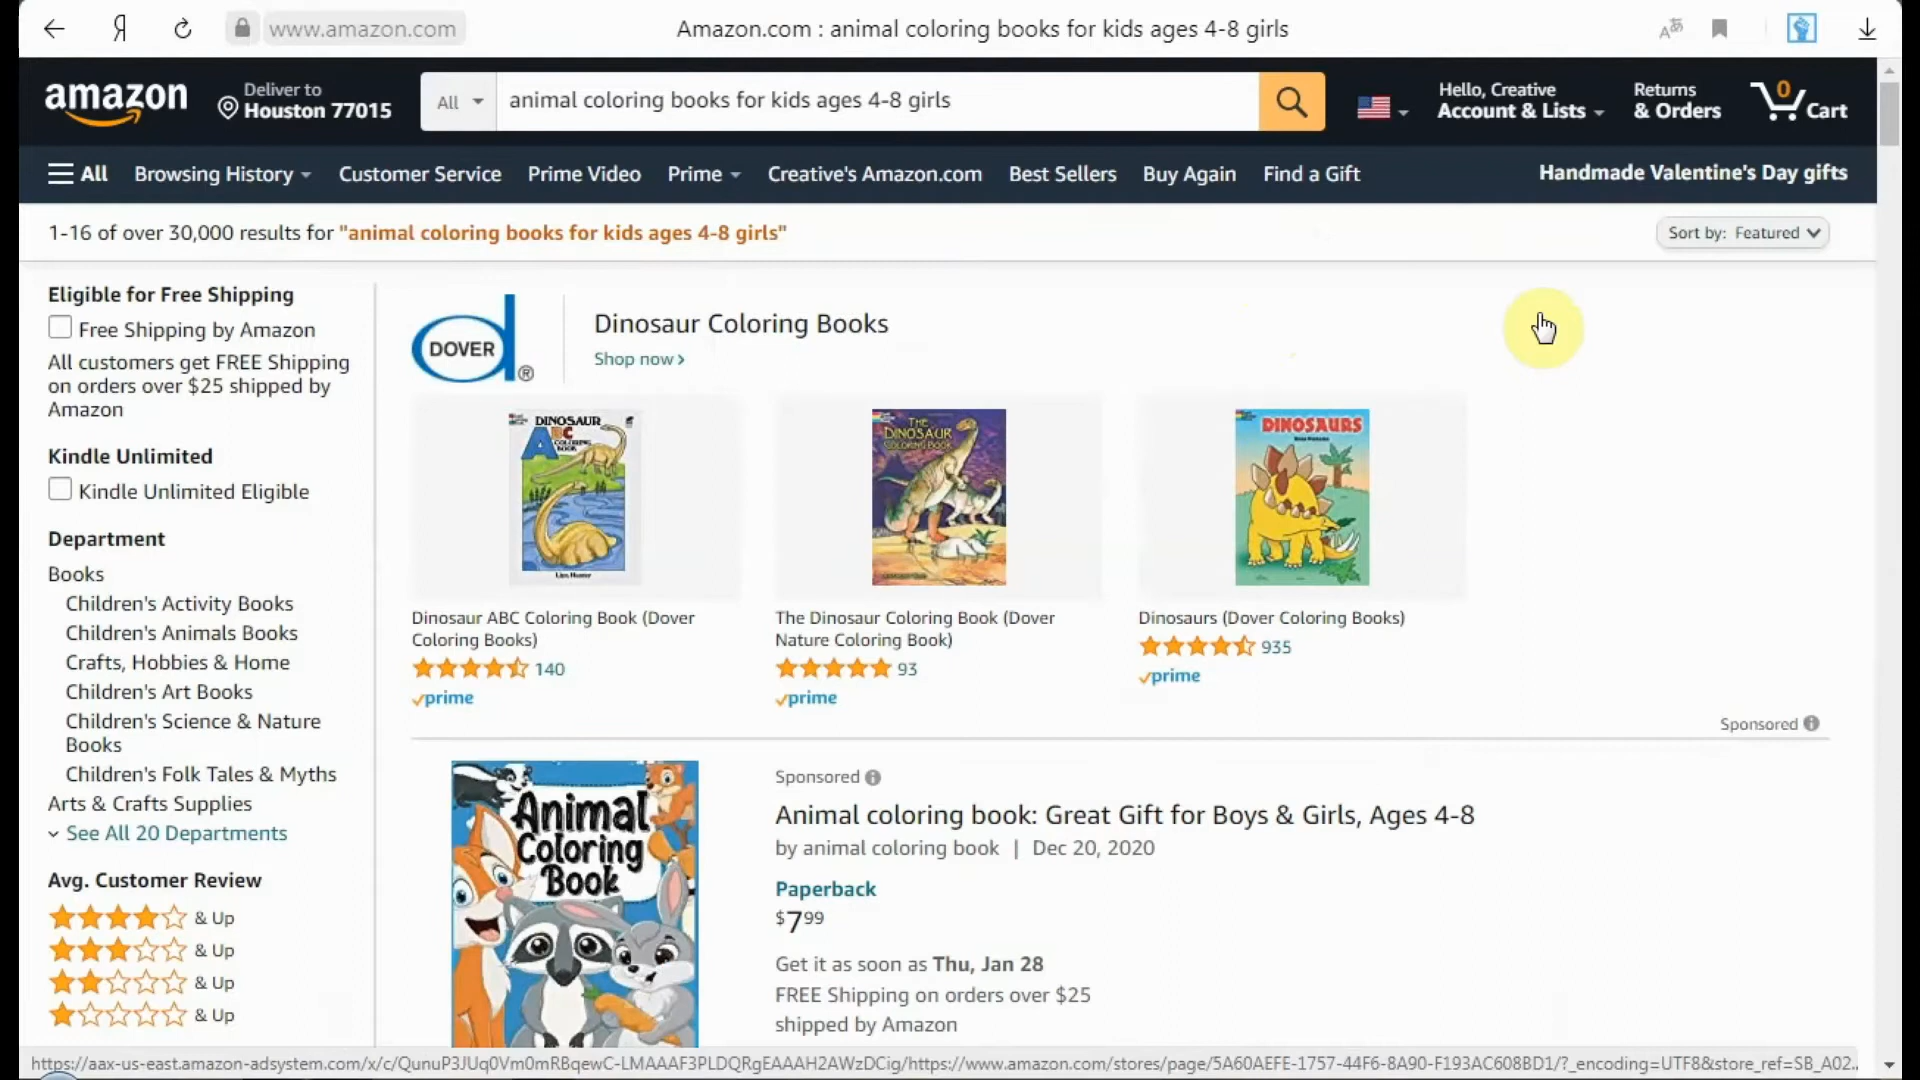 Я
www.amazon.com
Amazon.com : animal coloring books for kids ages 4-8 girls
amazon
Deliver to
Houston 77015
All
animal coloring books for kids ages 4-8 girls
Hello, Creative
Account & Lists
Returns
& Orders
0
Cart
All
Browsing History
Customer Service
Prime Video
Prime
Creative's Amazon.com
Best Sellers
Buy Again
Find a Gift
Handmade Valentine's Day gifts
1-16 of over 30,000 results for "animal coloring books for kids ages 4-8 girls"
Sort by: Featured
Eligible for Free Shipping
Free Shipping by Amazon
All customers get FREE Shipping
on orders over $25 shipped by
Amazon
Kindle Unlimited
Kindle Unlimited Eligible
Department
Books
Children's Activity Books
Children's Animals Books
Crafts, Hobbies & Home
Children's Art Books
Children's Science & Nature
Books
Children's Folk Tales & Myths
Arts & Crafts Supplies
See All 20 Departments
Avg. Customer Review
& Up
& Up
& Up
& Up
DOVER
®
Dinosaur Coloring Books
Shop now ›
DINOSAUR
ABC
COLORING
BOOK
THE
DINOSAUR
COLORING BOOK
DINOSAURS
Dinosaur ABC Coloring Book (Dover
Coloring Books)
140
prime
The Dinosaur Coloring Book (Dover
Nature Coloring Book)
93
prime
Dinosaurs (Dover Coloring Books)
935
prime
Sponsored
Animal
Coloring
Book
Sponsored
Animal coloring book: Great Gift for Boys & Girls, Ages 4-8
by animal coloring book | Dec 20, 2020
Paperback
$7 99
Get it as soon as Thu, Jan 28
FREE Shipping on orders over $25
shipped by Amazon
https://aax-us-east.amazon-adsystem.com/x/c/QunuP3JUq0Vm0mRBqewC-LMAAAF3PLDQRgEAAAH2AWzDCig/https://www.amazon.com/stores/page/5A60AEFE-1757-44F6-8A90-F193AC608BD1/?_encoding=UTF8&store_ref=SB_A02...